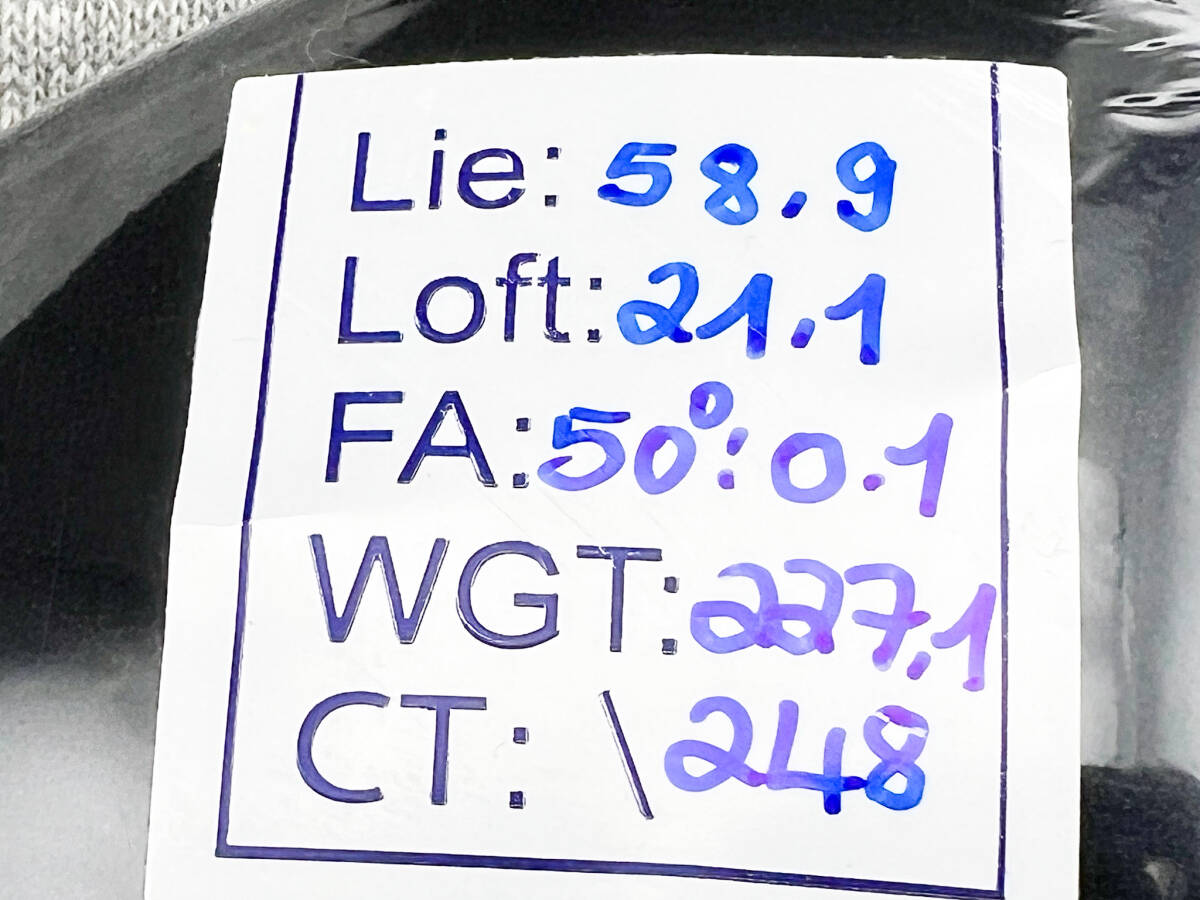 Lie: 58.9
Loft: 21.1
FA: 50°: 0.1
WGT: 227.1
CT: \ 248